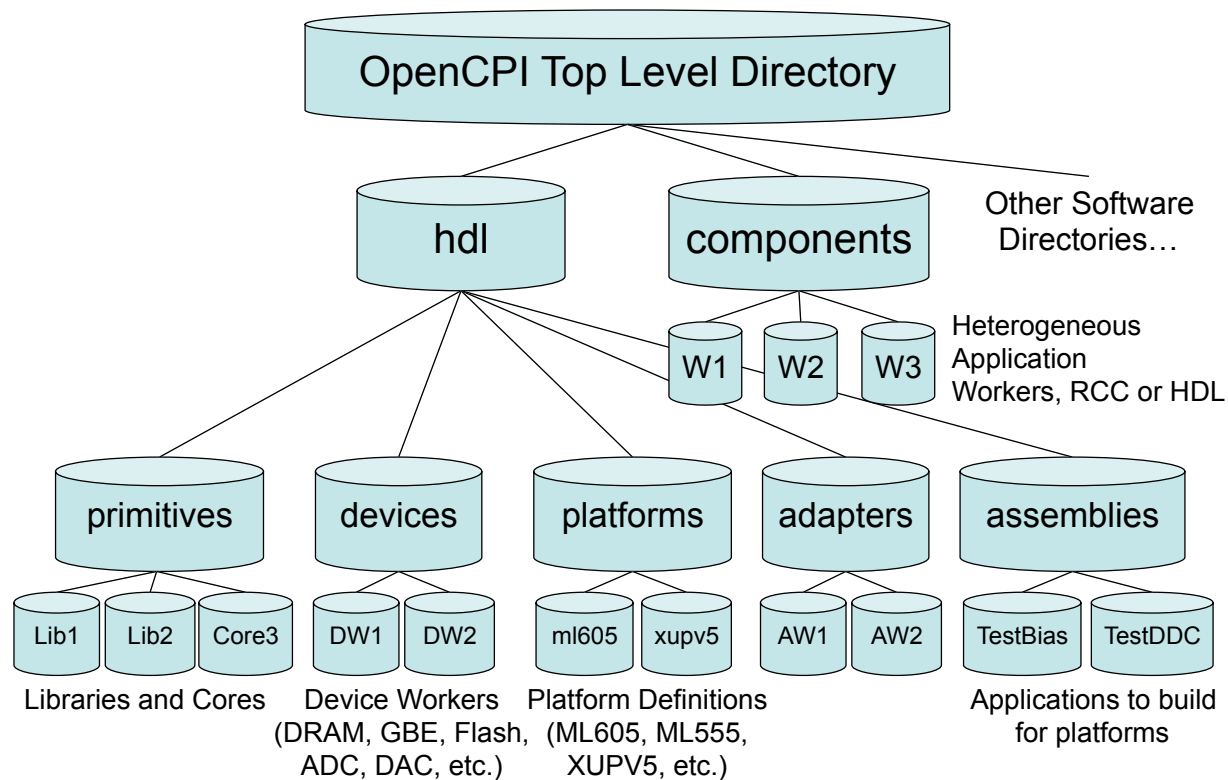 OpenCPI Top Level Directory
hdl
components
Other Software
Directories…
W1
W2
W3
Heterogeneous
Application
Workers, RCC or HDL
primitives
devices
platforms
adapters
assemblies
Lib1
Lib2
Core3
DW1
DW2
ml605
xupv5
AW1
AW2
TestBias
TestDDC
Libraries and Cores
Device Workers
(DRAM, GBE, Flash,
ADC, DAC, etc.)
Platform Definitions
(ML605, ML555,
XUPV5, etc.)
Applications to build
for platforms